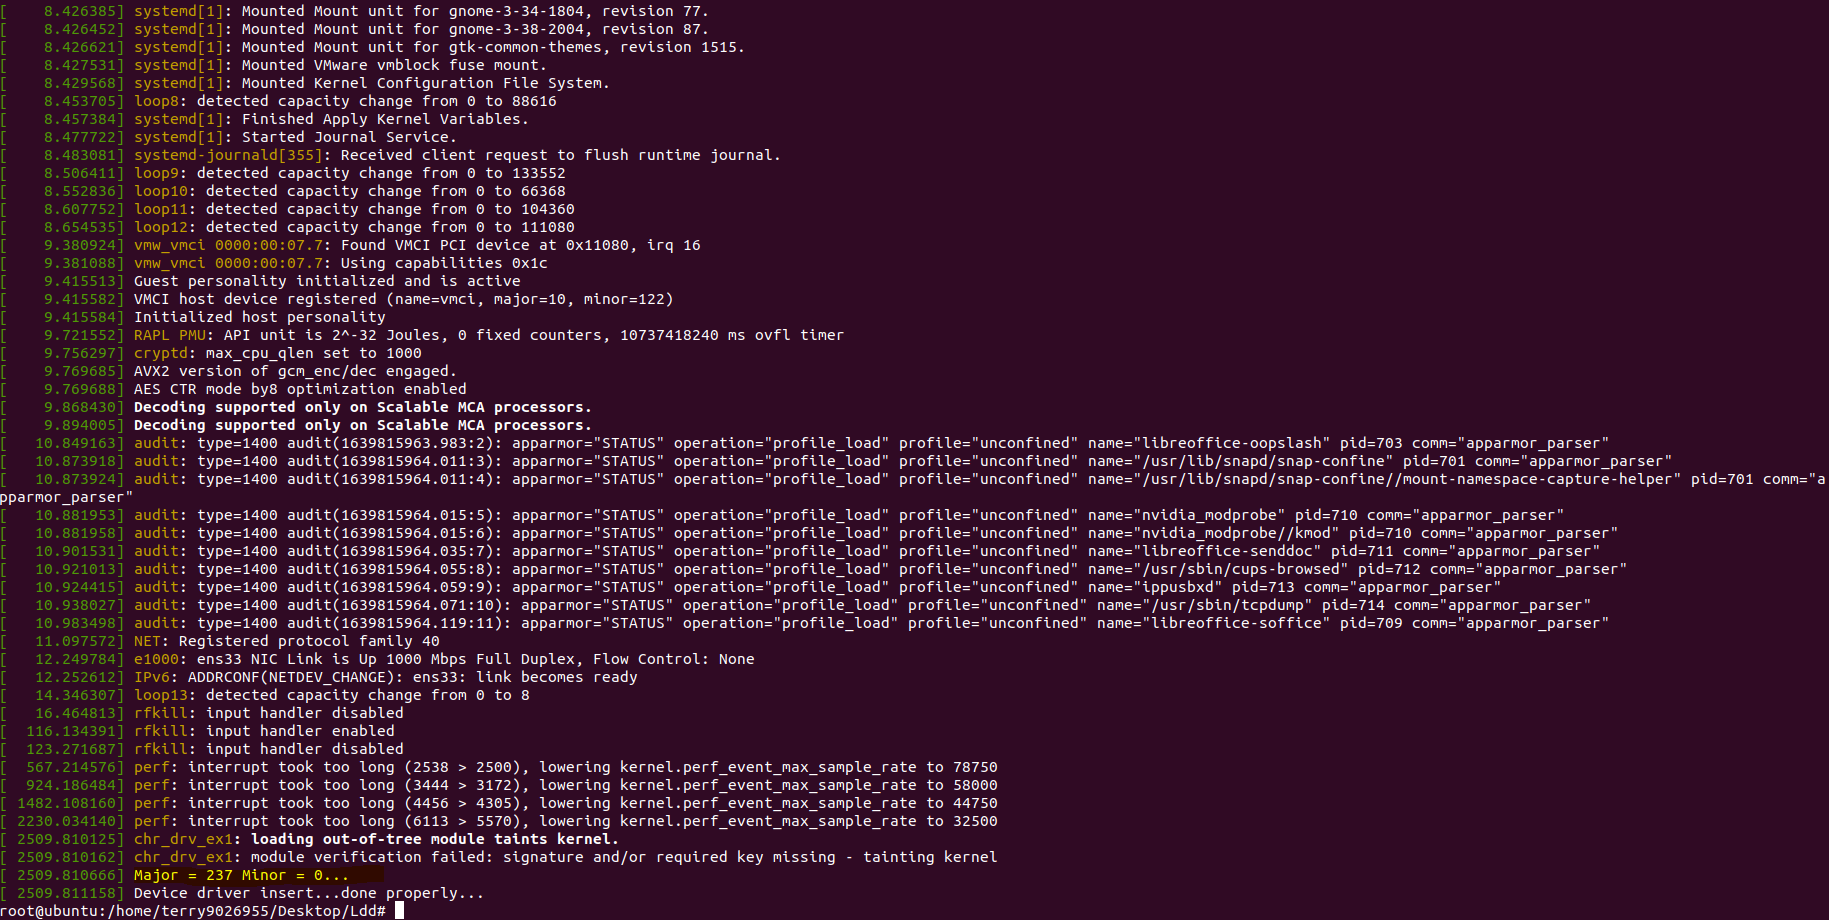 [    8.426385] systemd[1]: Mounted Mount unit for gnome-3-34-1804, revision 77.
[    8.426452] systemd[1]: Mounted Mount unit for gnome-3-38-2004, revision 87.
[    8.426621] systemd[1]: Mounted Mount unit for gtk-common-themes, revision 1515.
[    8.427531] systemd[1]: Mounted VMware vmblock fuse mount.
[    8.429568] systemd[1]: Mounted Kernel Configuration File System.
[    8.453705] loop8: detected capacity change from 0 to 88616
[    8.457384] systemd[1]: Finished Apply Kernel Variables.
[    8.477722] systemd[1]: Started Journal Service.
[    8.483081] systemd-journald[355]: Received client request to flush runtime journal.
[    8.506411] loop9: detected capacity change from 0 to 133552
[    8.552836] loop10: detected capacity change from 0 to 66368
[    8.607752] loop11: detected capacity change from 0 to 104360
[    8.654535] loop12: detected capacity change from 0 to 111080
[    9.380924] vmw_vmci 0000:00:07.7: Found VMCI PCI device at 0x11080, irq 16
[    9.381088] vmw_vmci 0000:00:07.7: Using capabilities 0x1c
[    9.415513] Guest personality initialized and is active
[    9.415582] VMCI host device registered (name=vmci, major=10, minor=122)
[    9.415584] Initialized host personality
[    9.721552] RAPL PMU: API unit is 2^-32 Joules, 0 fixed counters, 10737418240 ms ovfl timer
[    9.756297] cryptd: max_cpu_qlen set to 1000
[    9.769685] AVX2 version of gcm_enc/dec engaged.
[    9.769688] AES CTR mode by8 optimization enabled
[    9.868430] Decoding supported only on Scalable MCA processors.
[    9.894005] Decoding supported only on Scalable MCA processors.
[   10.849163] audit: type=1400 audit(1639815963.983:2): apparmor="STATUS" operation="profile_load" profile="unconfined" name="libreoffice-oopslash" pid=703 comm="apparmor_parser"
[   10.873918] audit: type=1400 audit(1639815964.011:3): apparmor="STATUS" operation="profile_load" profile="unconfined" name="/usr/lib/snapd/snap-confine" pid=701 comm="apparmor_parser"
[   10.873924] audit: type=1400 audit(1639815964.011:4): apparmor="STATUS" operation="profile_load" profile="unconfined" name="/usr/lib/snapd/snap-confine//mount-namespace-capture-helper" pid=701 comm="a
pparmor_parser"
[   10.881953] audit: type=1400 audit(1639815964.015:5): apparmor="STATUS" operation="profile_load" profile="unconfined" name="nvidia_modprobe" pid=710 comm="apparmor_parser"
[   10.881958] audit: type=1400 audit(1639815964.015:6): apparmor="STATUS" operation="profile_load" profile="unconfined" name="nvidia_modprobe//kmod" pid=710 comm="apparmor_parser"
[   10.901531] audit: type=1400 audit(1639815964.035:7): apparmor="STATUS" operation="profile_load" profile="unconfined" name="libreoffice-senddoc" pid=711 comm="apparmor_parser"
[   10.921013] audit: type=1400 audit(1639815964.055:8): apparmor="STATUS" operation="profile_load" profile="unconfined" name="/usr/sbin/cups-browsed" pid=712 comm="apparmor_parser"
[   10.924415] audit: type=1400 audit(1639815964.059:9): apparmor="STATUS" operation="profile_load" profile="unconfined" name="ippusbxd" pid=713 comm="apparmor_parser"
[   10.938027] audit: type=1400 audit(1639815964.071:10): apparmor="STATUS" operation="profile_load" profile="unconfined" name="/usr/sbin/tcpdump" pid=714 comm="apparmor_parser"
[   10.983498] audit: type=1400 audit(1639815964.119:11): apparmor="STATUS" operation="profile_load" profile="unconfined" name="libreoffice-soffice" pid=709 comm="apparmor_parser"
[   11.097572] NET: Registered protocol family 40
[   12.249784] e1000: ens33 NIC Link is Up 1000 Mbps Full Duplex, Flow Control: None
[   12.252612] IPv6: ADDRCONF(NETDEV_CHANGE): ens33: link becomes ready
[   14.346307] loop13: detected capacity change from 0 to 8
[   16.464813] rfkill: input handler disabled
[  116.134391] rfkill: input handler enabled
[  123.271687] rfkill: input handler disabled
[  567.214576] perf: interrupt took too long (2538 > 2500), lowering kernel.perf_event_max_sample_rate to 78750
[  924.186484] perf: interrupt took too long (3444 > 3172), lowering kernel.perf_event_max_sample_rate to 58000
[ 1482.108160] perf: interrupt took too long (4456 > 4305), lowering kernel.perf_event_max_sample_rate to 44750
[ 2230.034140] perf: interrupt took too long (6113 > 5570), lowering kernel.perf_event_max_sample_rate to 32500
[ 2509.810125] chr_drv_ex1: loading out-of-tree module taints kernel.
[ 2509.810162] chr_drv_ex1: module verification failed: signature and/or required key missing - tainting kernel
[ 2509.810666] Major = 237 Minor = 0...
[ 2509.811158] Device driver insert...done properly...
root@ubuntu:/home/terry9026955/Desktop/Ldd#